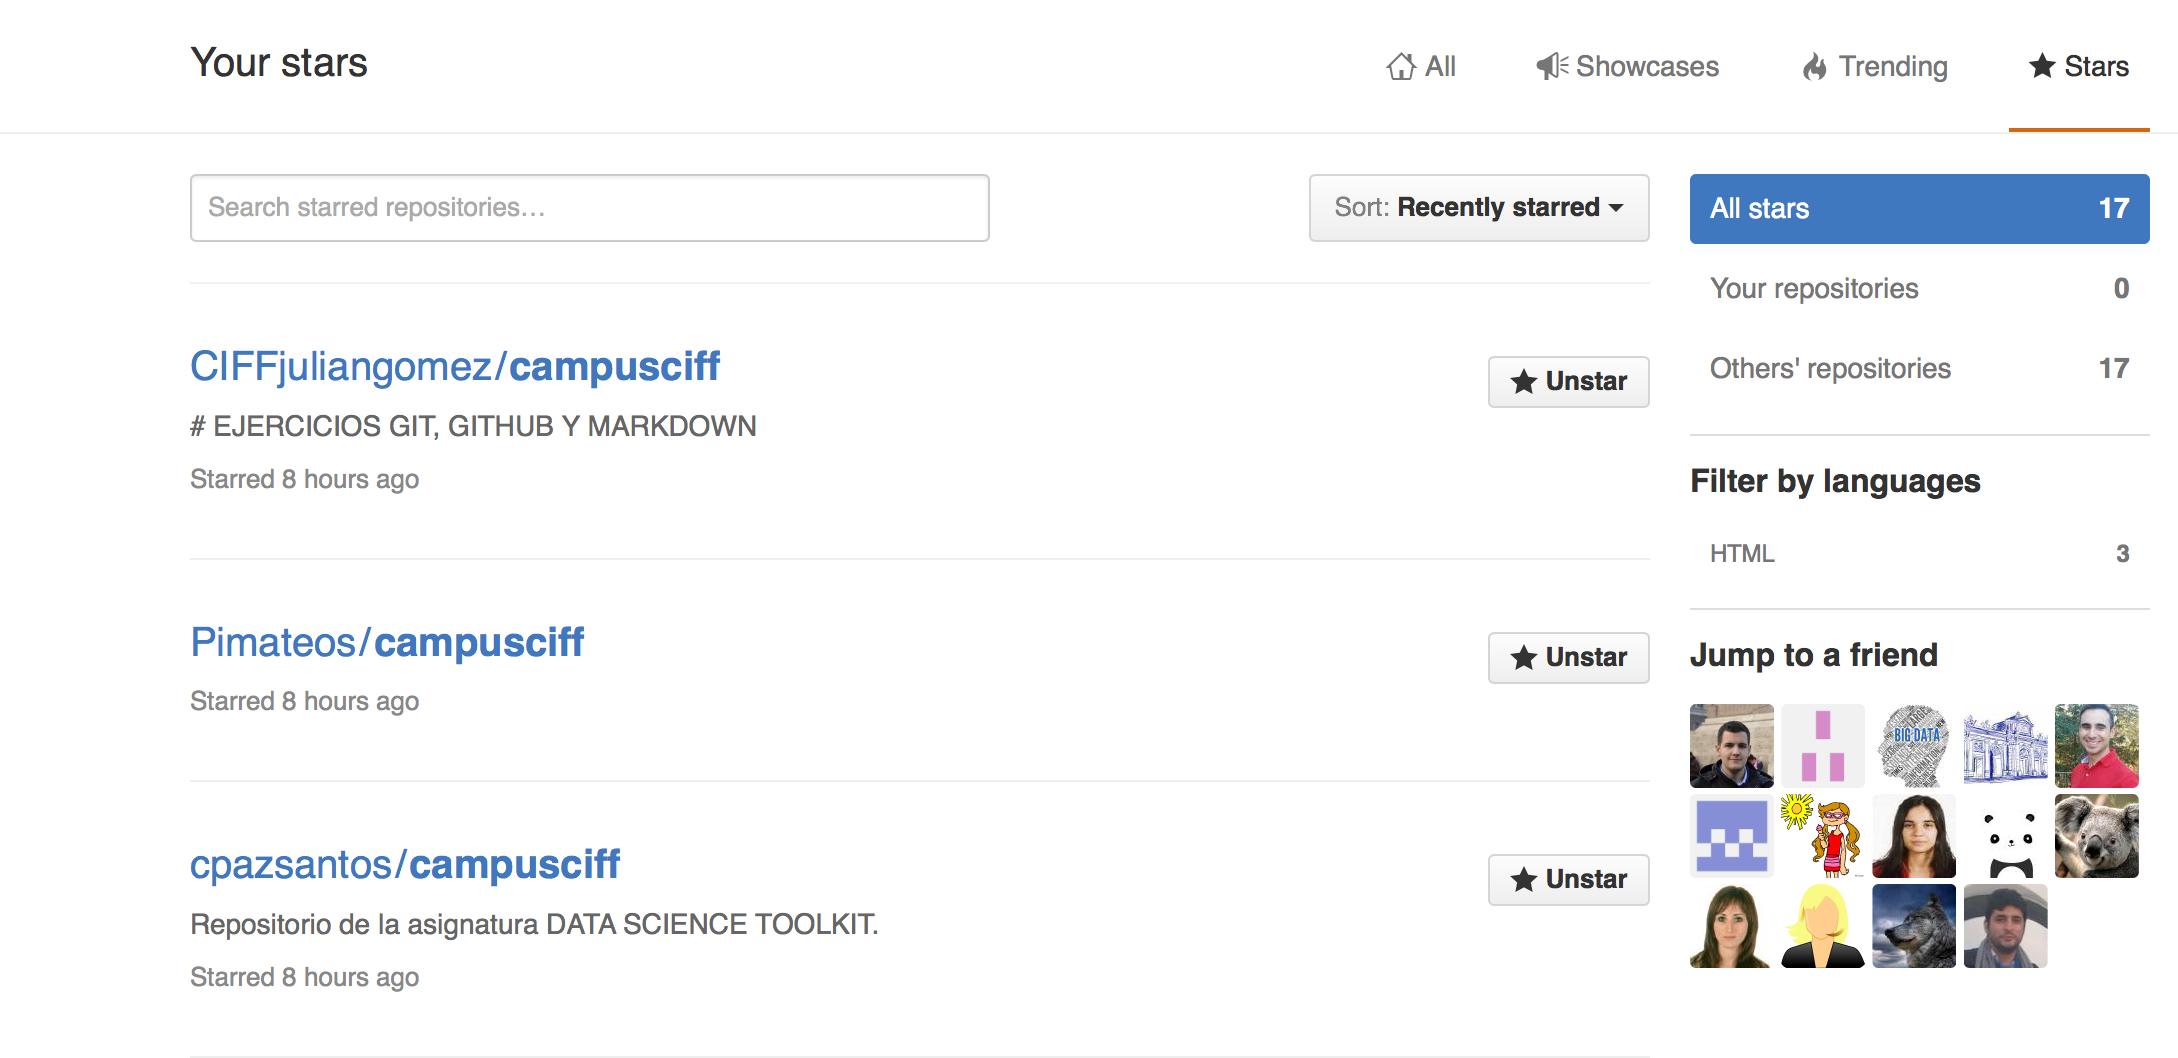 Your stars
All
Showcases
Trending
Stars
Search starred repositories...
Sort: Recently starred
CIFFjuliangomez/campusciff
Unstar
# EJERCICIOS GIT, GITHUB Y MARKDOWN
Starred 8 hours ago
Pimateos/campusciff
Unstar
Starred 8 hours ago
cpazsantos/campusciff
Unstar
Repositorio de la asignatura DATA SCIENCE TOOLKIT.
Starred 8 hours ago
All stars 17
Your repositories 0
Others' repositories 17
Filter by languages
HTML 3
Jump to a friend
BIG DATA